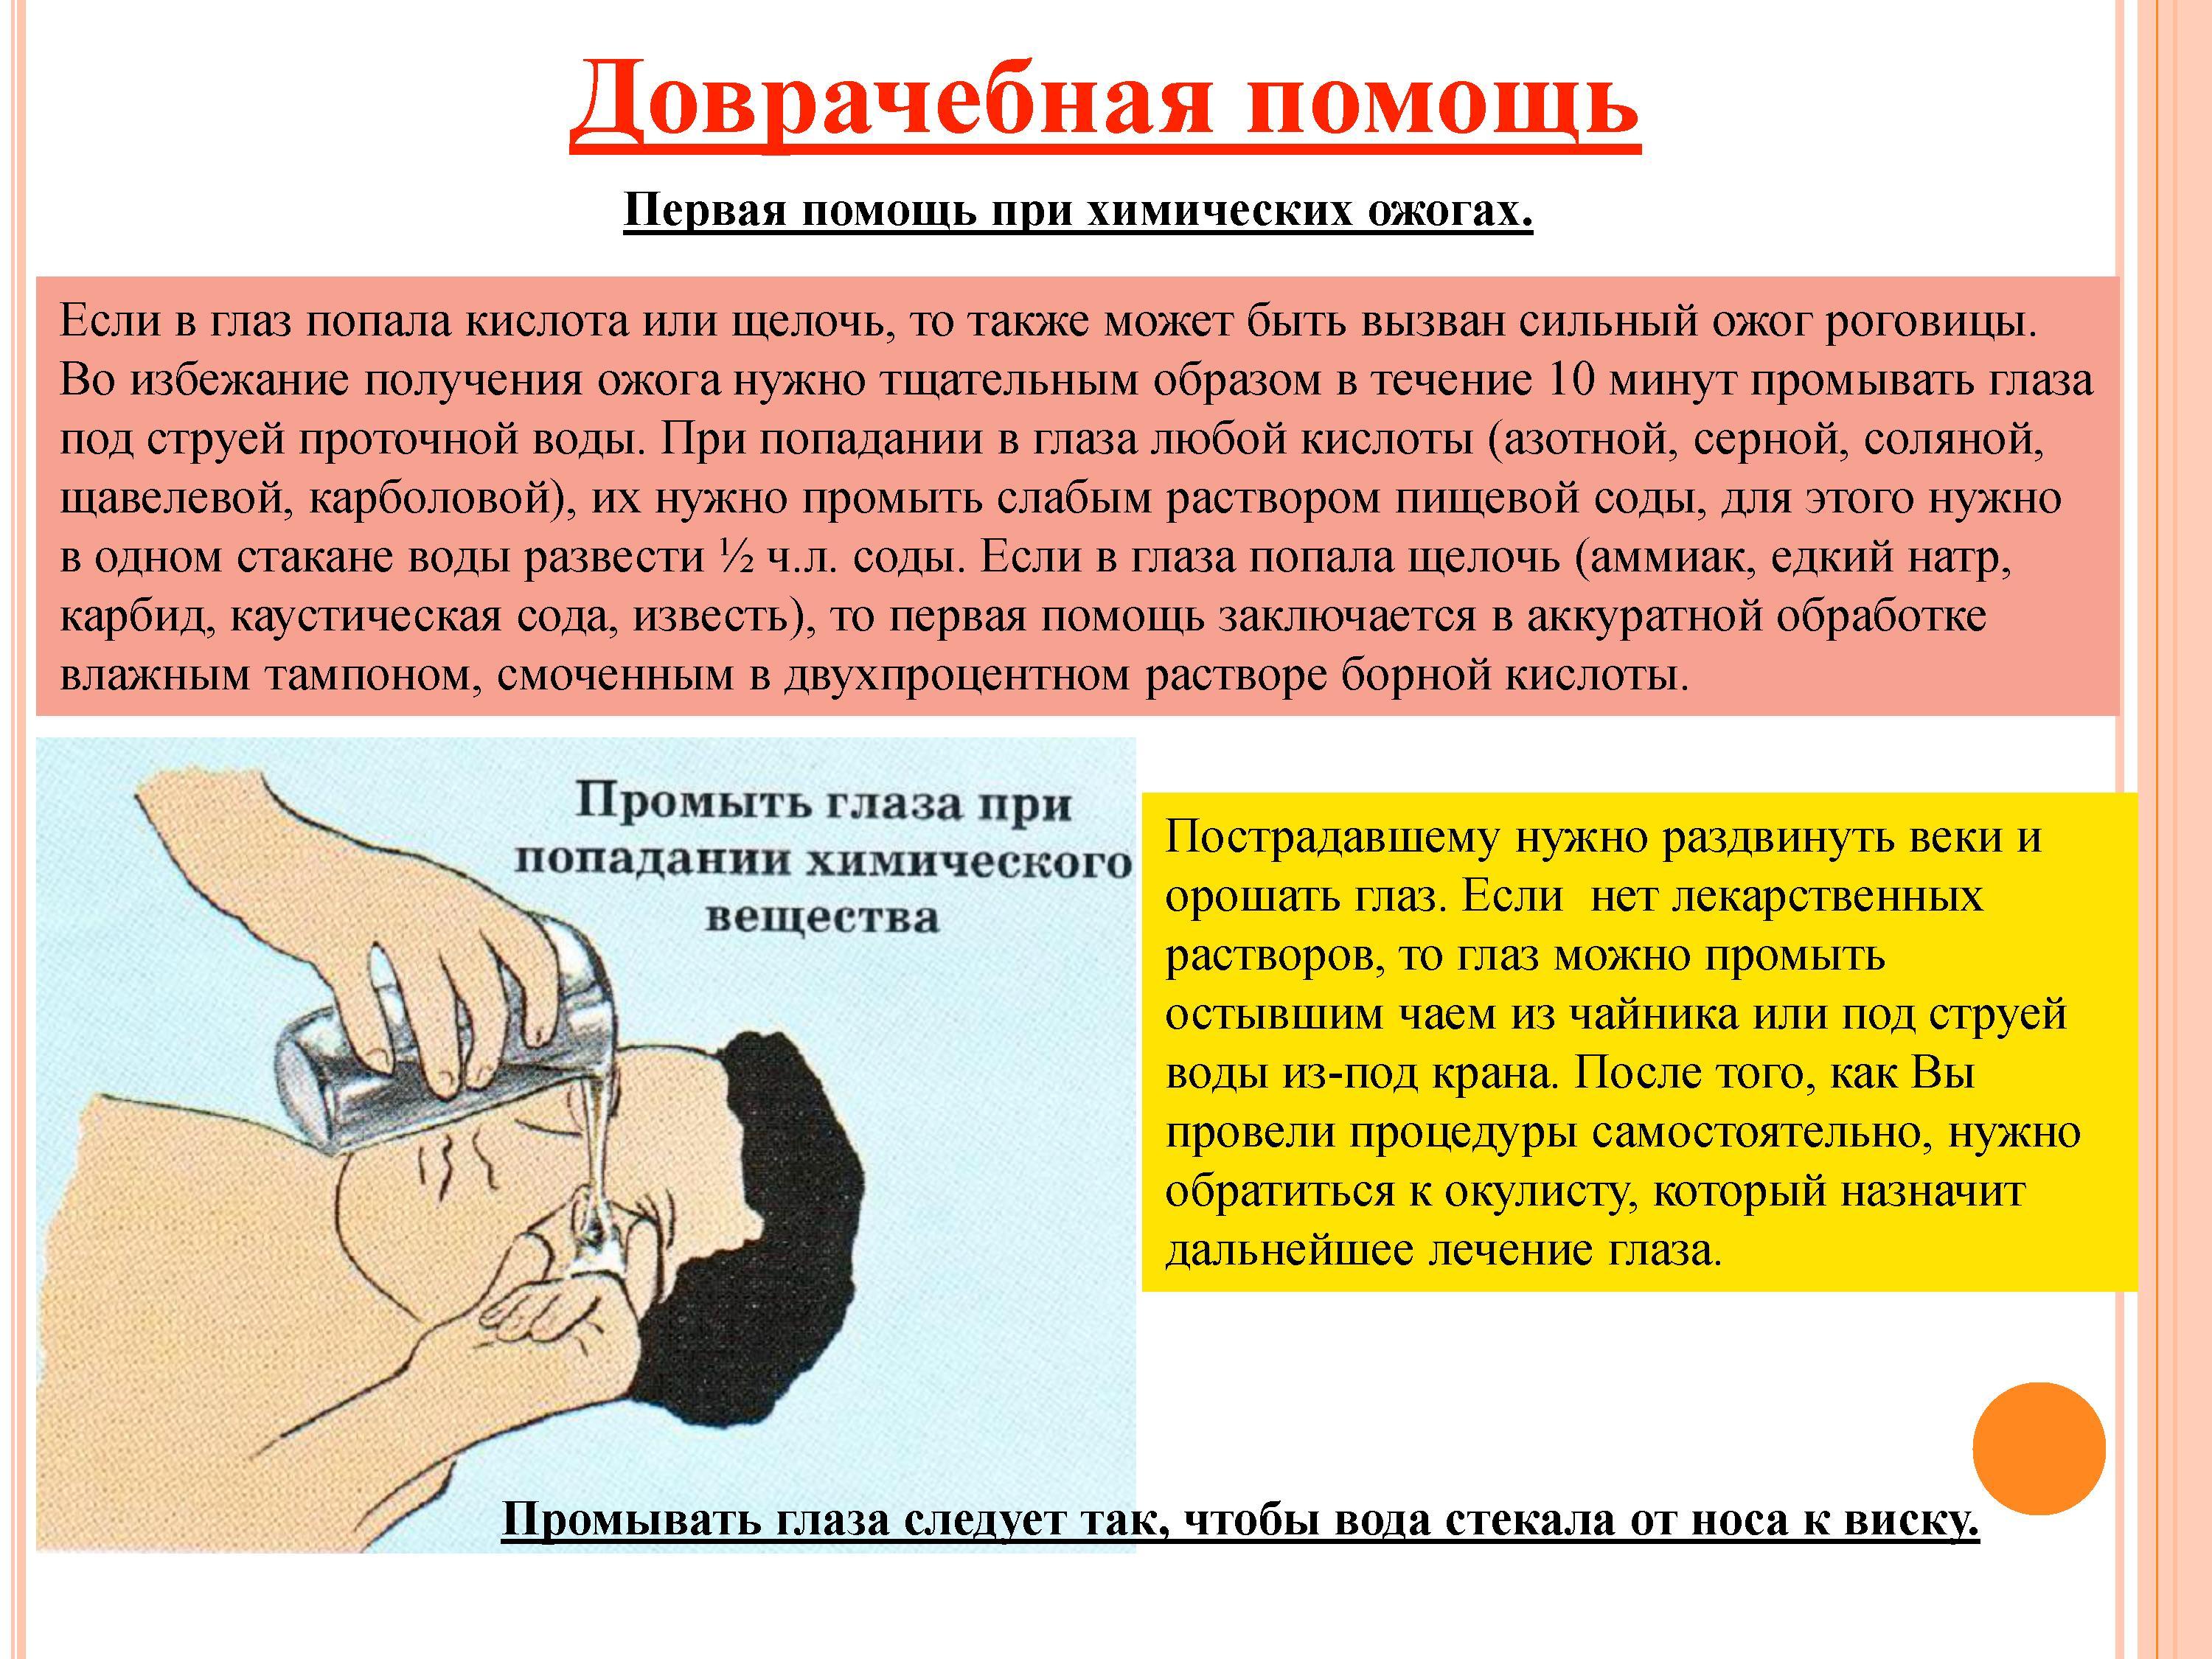 Доврачебная помощь
Первая помощь при химических ожогах.
Если в глаз попала кислота или щелочь, то также может быть вызван сильный ожог роговицы.
Во избежание получения ожога нужно тщательным образом в течение 10 минут промывать глаза
под струей проточной воды. При попадании в глаза любой кислоты (азотной, серной, соляной,
щавелевой, карболовой), их нужно промыть слабым раствором пищевой соды, для этого нужно
в одном стакане воды развести ½ ч.л. соды. Если в глаза попала щелочь (аммиак, едкий натр,
карбид, каустическая сода, известь), то первая помощь заключается в аккуратной обработке
влажным тампоном, смоченным в двухпроцентном растворе борной кислоты.
Промыть глаза при
попадании химического
вещества
Пострадавшему нужно раздвинуть веки и
орошать глаз. Если нет лекарственных
растворов, то глаз можно промыть
остывшим чаем из чайника или под струей
воды из-под крана. После того, как Вы
провели процедуры самостоятельно, нужно
обратиться к окулисту, который назначит
дальнейшее лечение глаза.
Промывать глаза следует так, чтобы вода стекала от носа к виску.